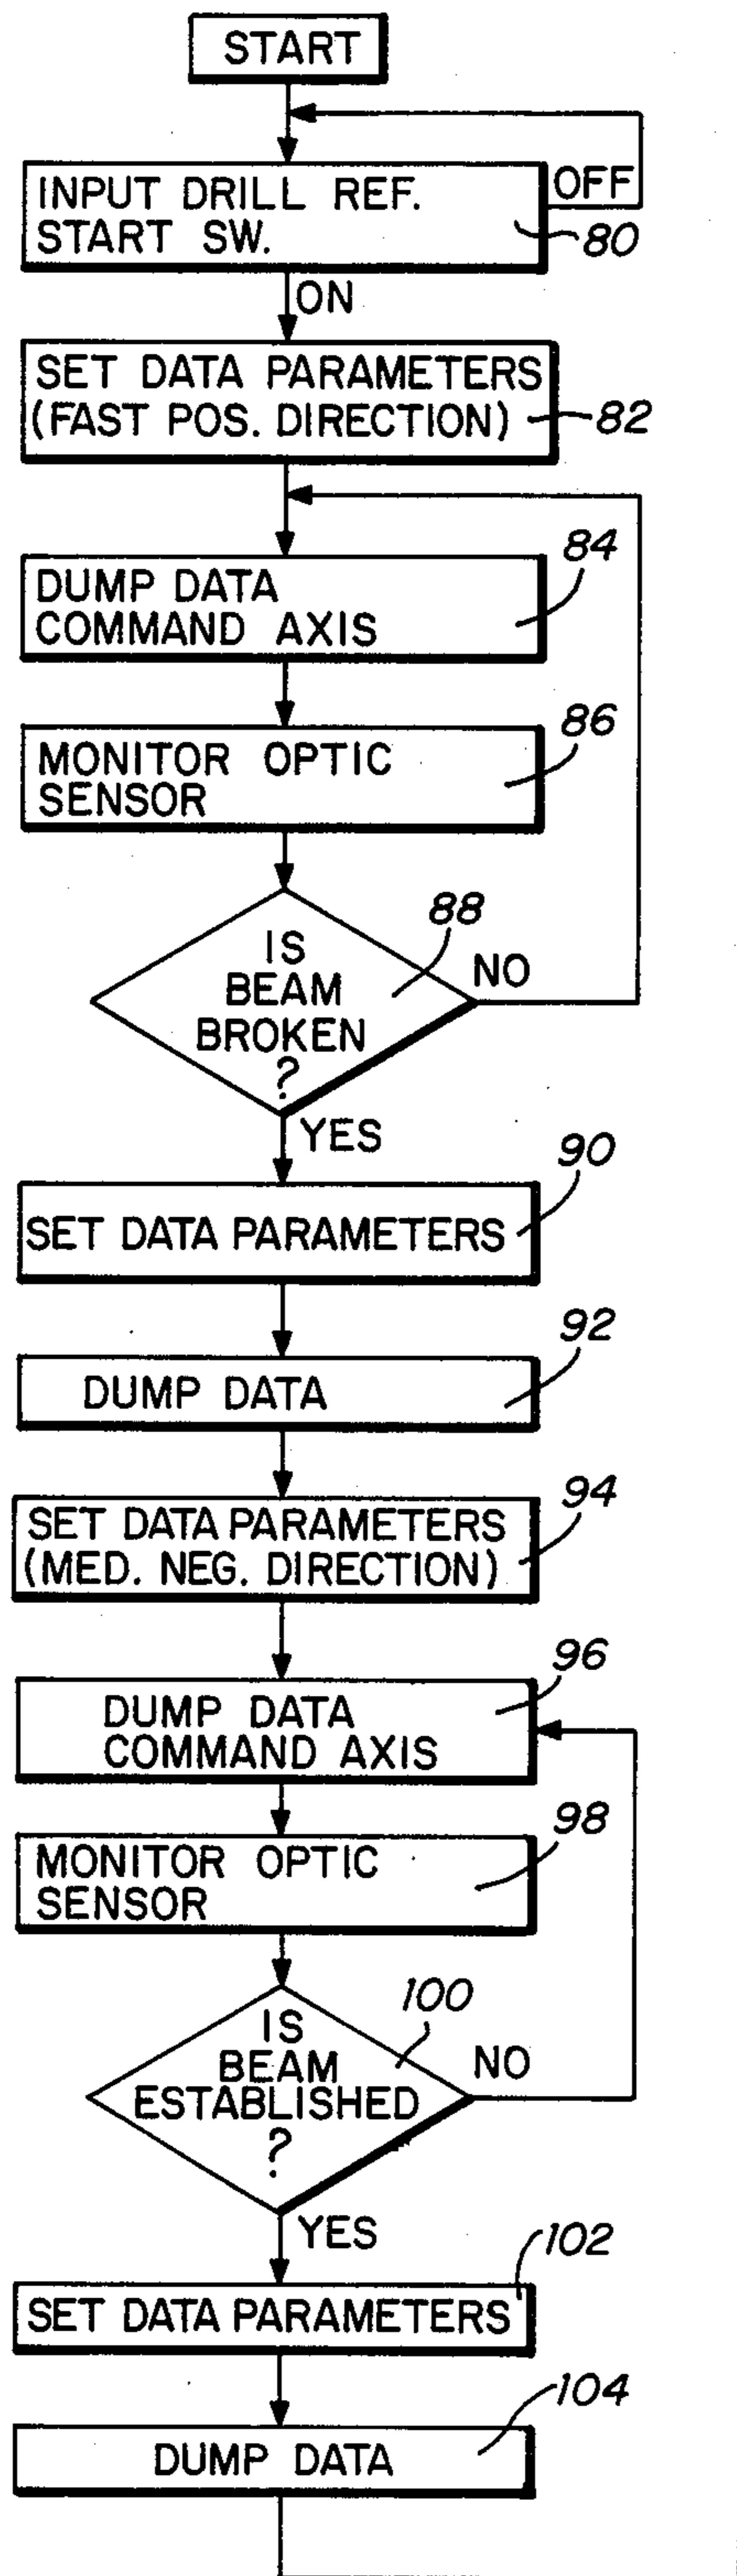 START
INPUT DRILL REF.
START SW.
OFF
80
ON
SET DATA PARAMETERS
(FAST POS. DIRECTION)
82
84
DUMP DATA
COMMAND AXIS
86
MONITOR OPTIC
SENSOR
88
IS
BEAM
BROKEN
?
NO
YES
90
SET DATA PARAMETERS
92
DUMP DATA
94
SET DATA PARAMETERS
(MED. NEG. DIRECTION)
96
DUMP DATA
COMMAND AXIS
98
MONITOR OPTIC
SENSOR
100
IS
BEAM
ESTABLISHED
?
NO
YES
102
SET DATA PARAMETERS
104
DUMP DATA